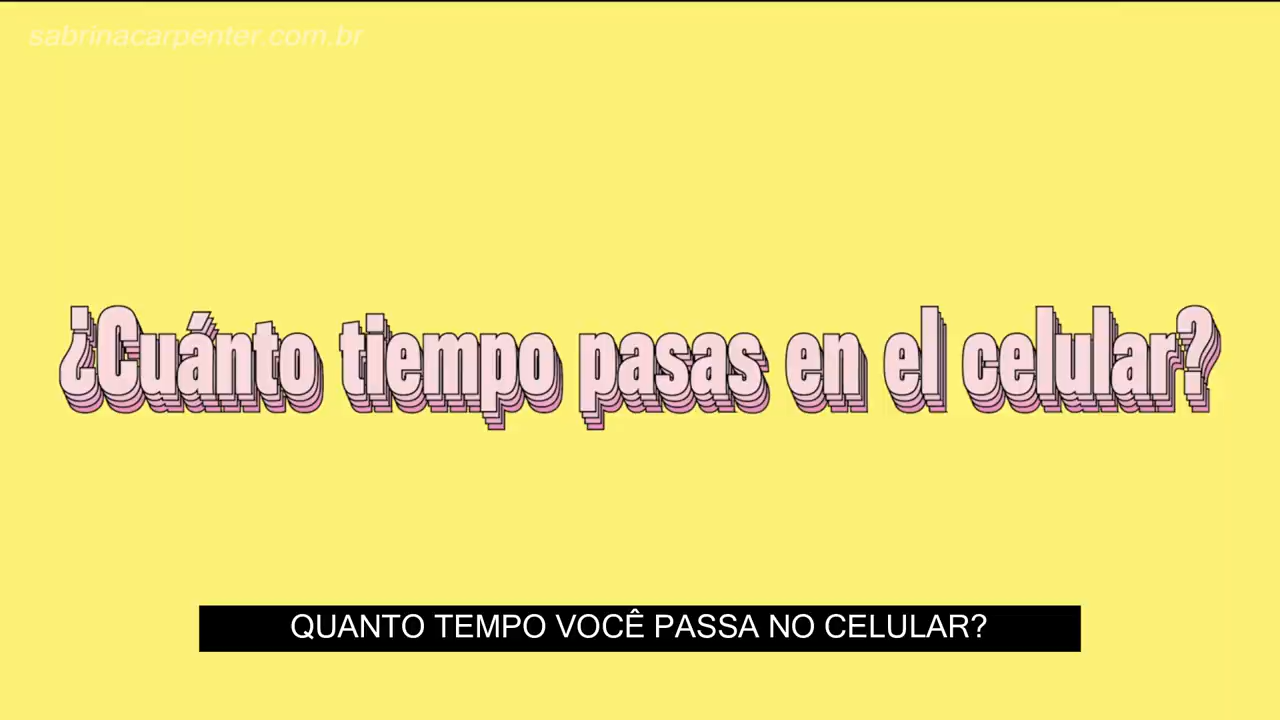 sabrinacarpenter.com.br
¿Cuánto tiempo pasas en el celular?
QUANTO TEMPO VOCÊ PASSA NO CELULAR?